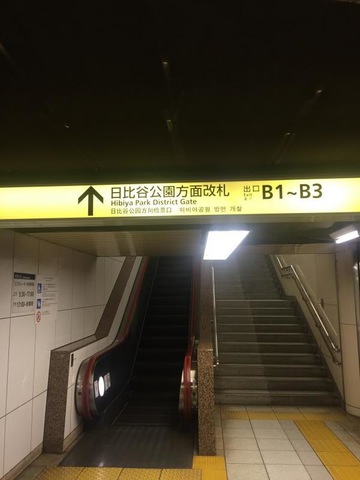 日比谷公園方面改札
Hibiya Park District Gate
日比谷公园方向检票口 히비야공원 방면 개찰
出口
Exit
B1~B3